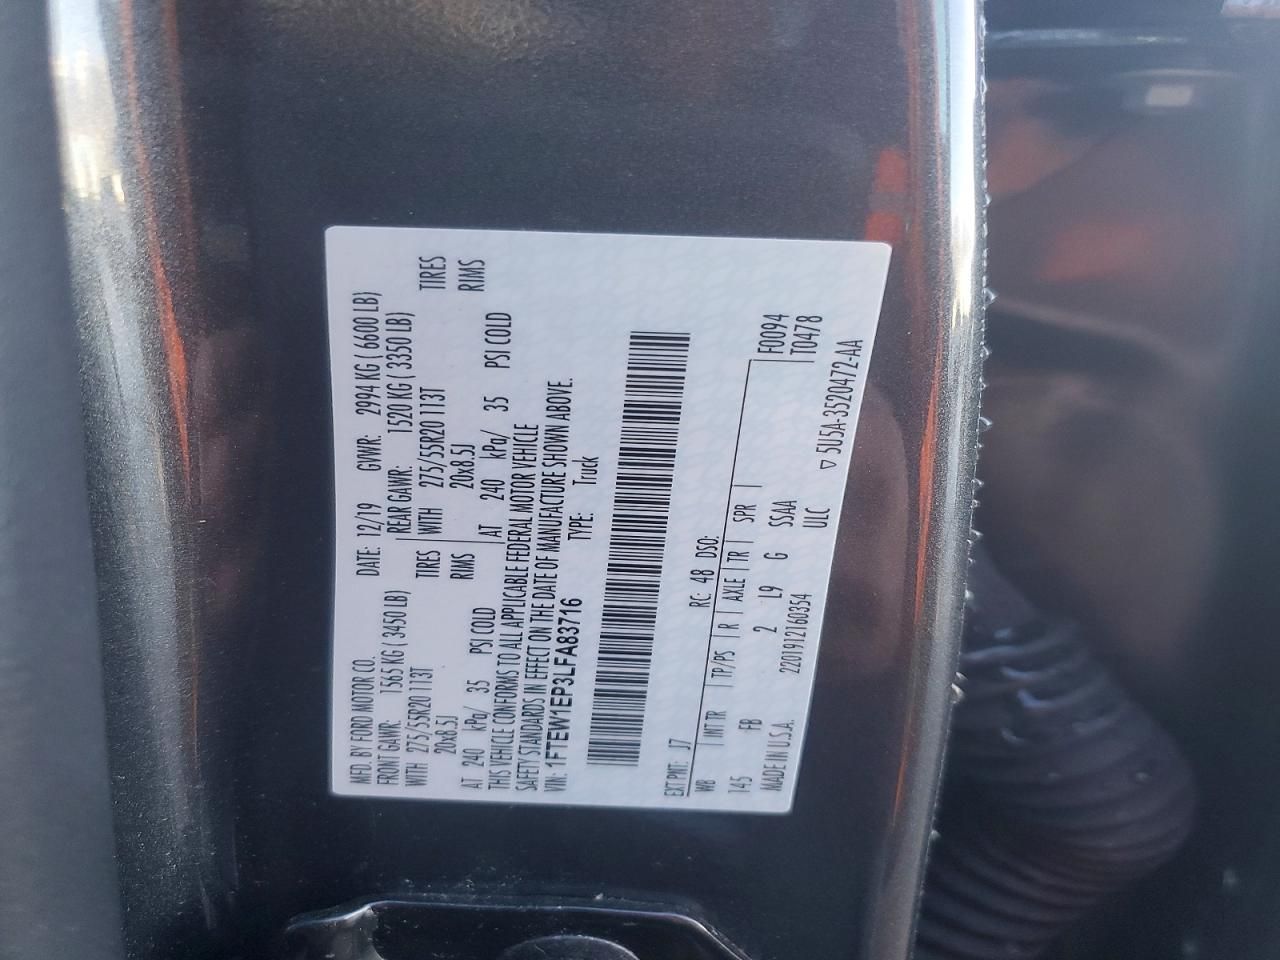 MFD. BY FORD MOTOR CO.
DATE: 12/19 GVWR: 2994 KG ( 6600 LB)
FRONT GAWR: 1565 KG ( 3450 LB) REAR GAWR: 1520 KG ( 3350 LB)
WITH 275/55R20 113T TIRES WITH 275/55R20 113T TIRES
20x8.5J RIMS 20x8.5J RIMS
AT 240 kPa/ 35 PSI COLD AT 240 kPa/ 35 PSI COLD
THIS VEHICLE CONFORMS TO ALL APPLICABLE FEDERAL MOTOR VEHICLE
SAFETY STANDARDS IN EFFECT ON THE DATE OF MANUFACTURE SHOWN ABOVE.
VIN: 1FTEW1EP3LFA83716 TYPE: Truck
EXT PNT: J7 RC: 48 DSO:
WB INT TR TP/PS R AXLE TR SPR F0094
145 FB 2 L9 G SSAA T0478
MADE IN U.S.A. 2201912160354 ULC 5U5A-3520472-AA